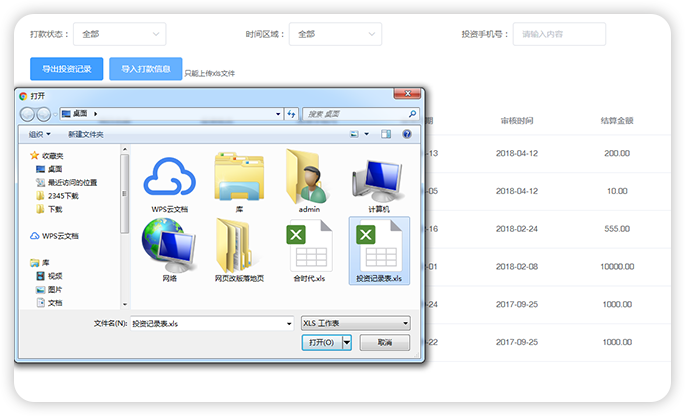 打款状态： 全部 时间区域： 全部 投资手机号： 请输入内容
导出投资记录 导入打款信息 只能上传xls文件
打开
桌面 搜索 桌面
组织 新建文件夹
收藏夹
桌面
最近访问的位置
2345下载
下载
WPS云文档
库
视频
图片
文档
WPS云文档 库 admin 计算机
网络 网页改版落地页 合时代.xls 投资记录表.xls
文件名(N): 投资记录表.xls XLS 工作表
打开(O) 取消
期 审核时间 结算金额
-13 2018-04-12 200.00
-05 2018-04-12 10.00
-16 2018-02-24 555.00
-01 2018-02-08 10000.00
-24 2017-09-25 1000.00
-22 2017-09-25 1000.00